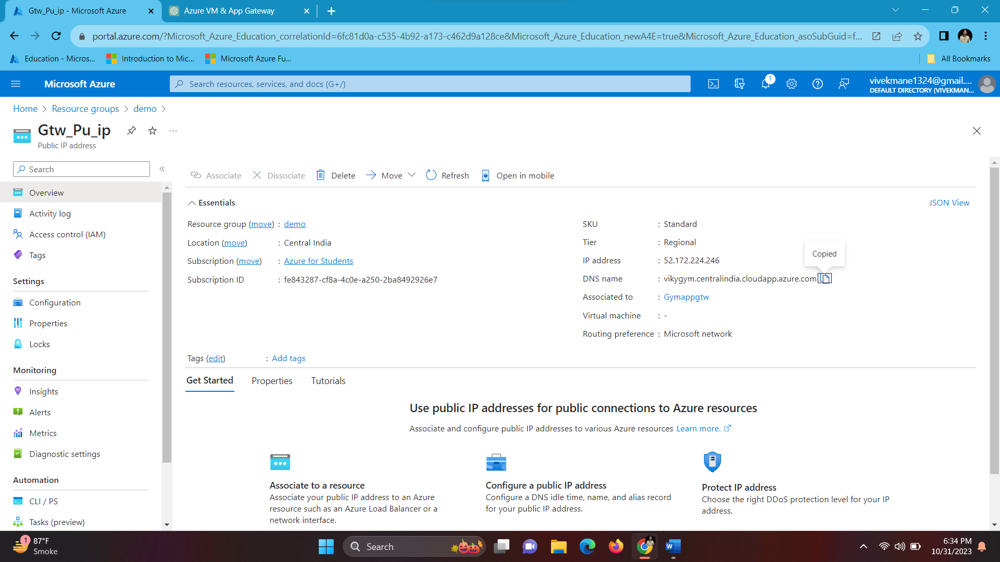 Gtw_Pu_ip - Microsoft Azure
Azure VM & App Gateway
portal.azure.com/?Microsoft_Azure_Education_correlationId=6fc81d0a-c535-4b92-a173-c462d9a128ce&Microsoft_Azure_Education_newA4E=true&Microsoft_Azure_Education_asoSubGuid=f...
Education - Micros...
Introduction to Mic...
Microsoft Azure Fu...
All Bookmarks
Microsoft Azure
Search resources, services, and docs (G+/)
1
vivekmane1324@gmail....
DEFAULT DIRECTORY (VIVEKMAN...
Home > Resource groups > demo >
Gtw_Pu_ip
...
Public IP address
Search
«
Overview
Activity log
Access control (IAM)
Tags
Settings
Configuration
Properties
Locks
Monitoring
Insights
Alerts
Metrics
Diagnostic settings
Automation
CLI / PS
Tasks (preview)
Associate
Dissociate
Delete
Move
Refresh
Open in mobile
Essentials
JSON View
Resource group (move) : demo
Location (move) : Central India
Subscription (move) : Azure for Students
Subscription ID : fe843287-cf8a-4c0e-a250-2ba8492926e7
SKU : Standard
Tier : Regional
IP address : 52.172.224.246
DNS name : vikygym.centralindia.cloudapp.azure.com
Associated to : Gymappgtw
Virtual machine : -
Routing preference : Microsoft network
Copied
Tags (edit) : Add tags
Get Started
Properties
Tutorials
Use public IP addresses for public connections to Azure resources
Associate and configure public IP addresses to various Azure resources Learn more.
Associate to a resource
Associate your public IP address to an Azure
resource such as an Azure Load Balancer or a
network interface.
Configure a public IP address
Configure a DNS idle time, name, and alias record
for your public IP address.
Protect IP address
Choose the right DDoS protection level for your IP
address.
1
87°F
Smoke
Search
W
6:34 PM
10/31/2023